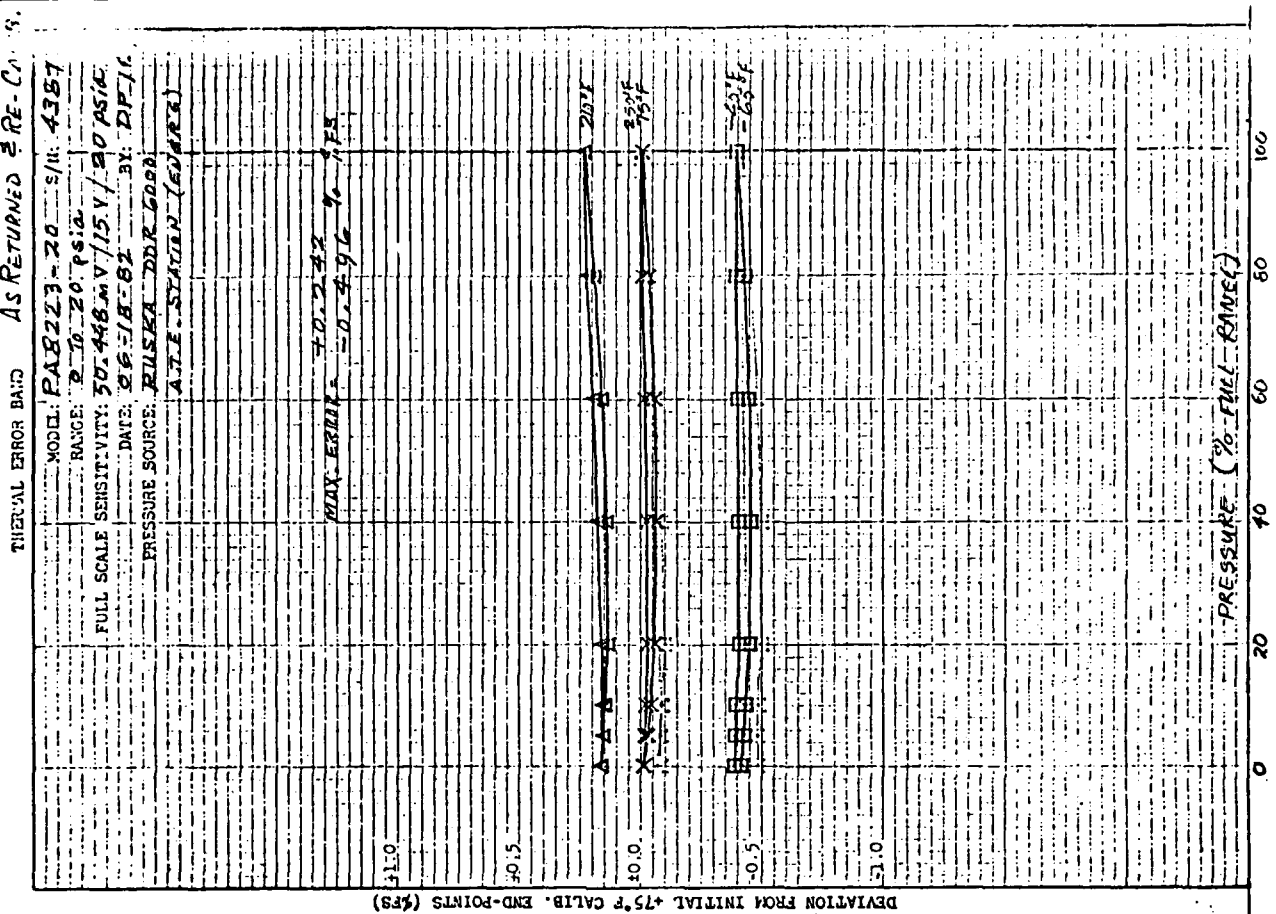 THERMAL ERROR BAND AS RETURNED & RE-
MODEL: PA8223-20 S/N: 4387
RANGE: 0 TO 20 psia
FULL SCALE SENSITIVITY: 50.448 mV/15V/20 psia
DATE: 06-18-82 BY:
PRESSURE SOURCE: RUSKA DDR 6000
A.T.E. STATION
MAX. ERROR = +0.242
-0.496 % FS
75°F
-65°F
+1.0
+0.5
±0.0
-0.5
-1.0
DEVIATION FROM INITIAL +75°F CALIB. END-POINTS (%FS)
0 20 40 60 80 100
PRESSURE (% FULL RANGE)